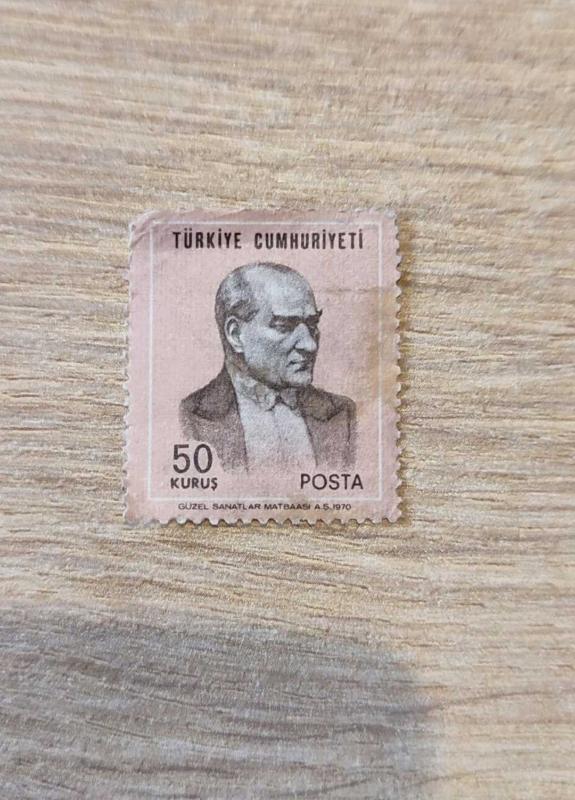 TÜRKİYE CUMHURİYETİ
50
KURUŞ
POSTA
GÜZEL SANATLAR MATBAASI A.Ş.1970